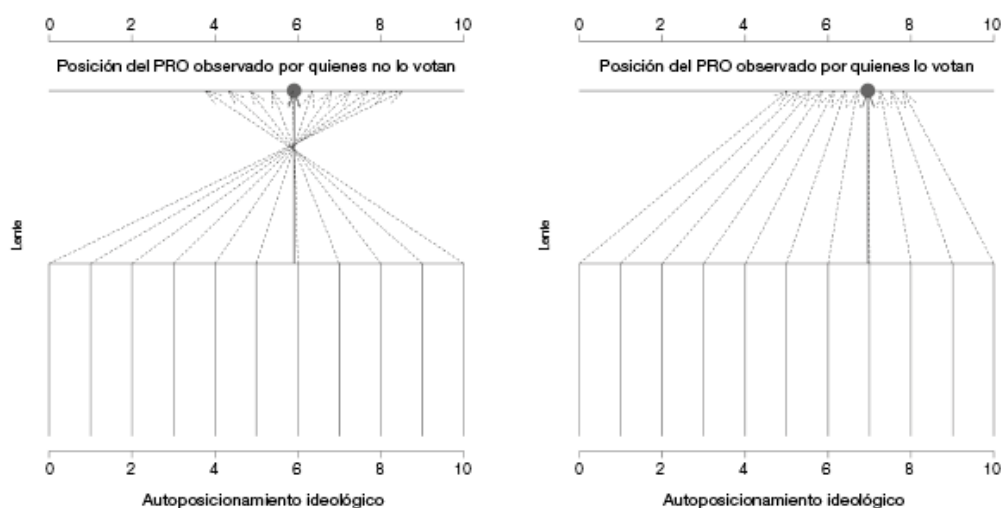 0 2 4 6 8 10
Posición del PRO observado por quienes no lo votan
Lente
0 2 4 6 8 10
Autoposicionamiento ideológico
0 2 4 6 8 10
Posición del PRO observado por quienes lo votan
Lente
0 2 4 6 8 10
Autoposicionamiento ideológico